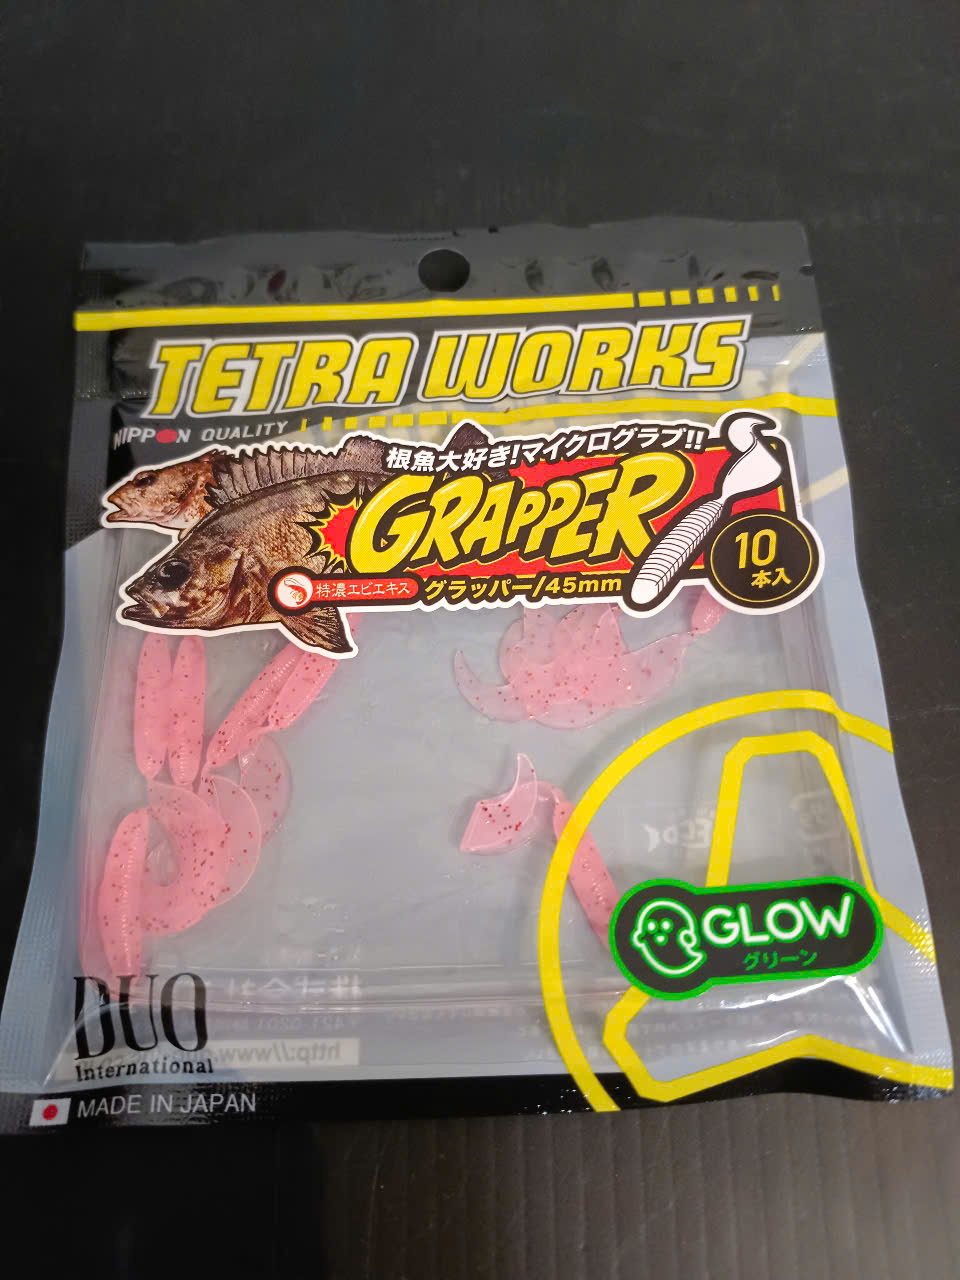 TETRA WORKS
NIPPON QUALITY
根魚大好き!マイクログラブ!!
GRAPPER
10
本入
特濃エビエキス
グラッパー/45mm
GLOW
グリーン
DUO
International
MADE IN JAPAN